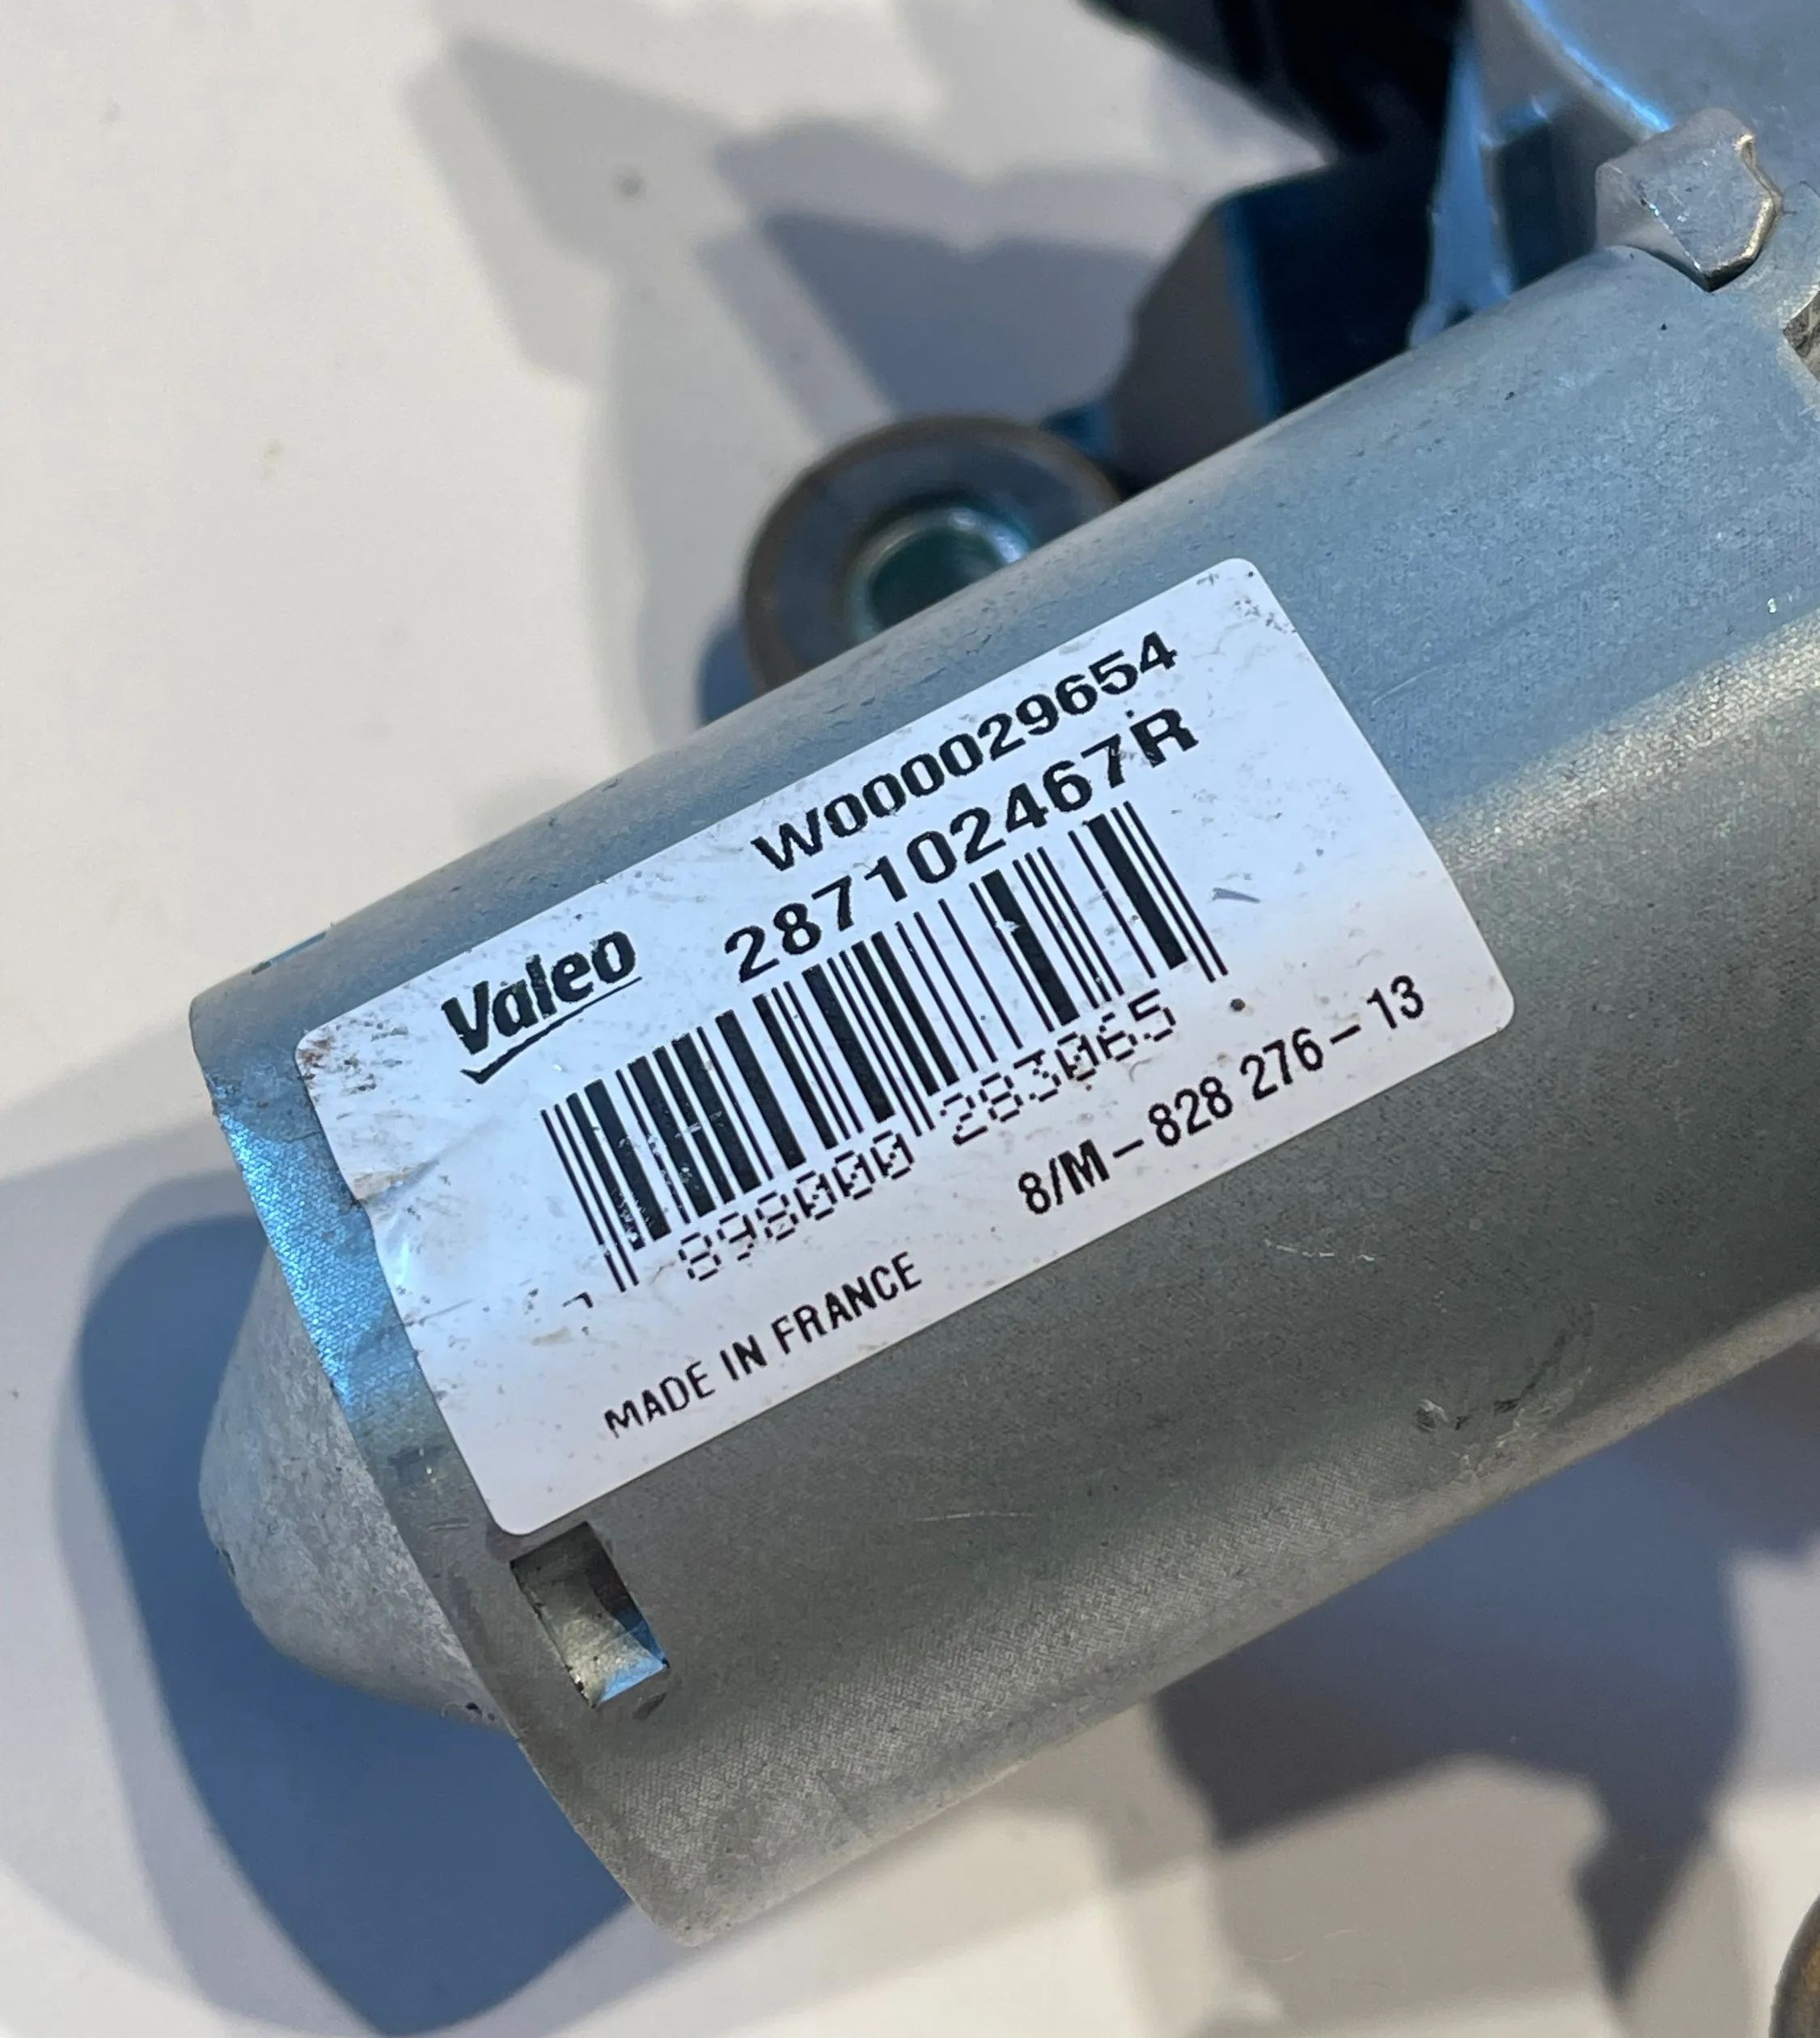 W000029654
Valeo 287102467R
898000 283065
MADE IN FRANCE 8/M-828 276-13